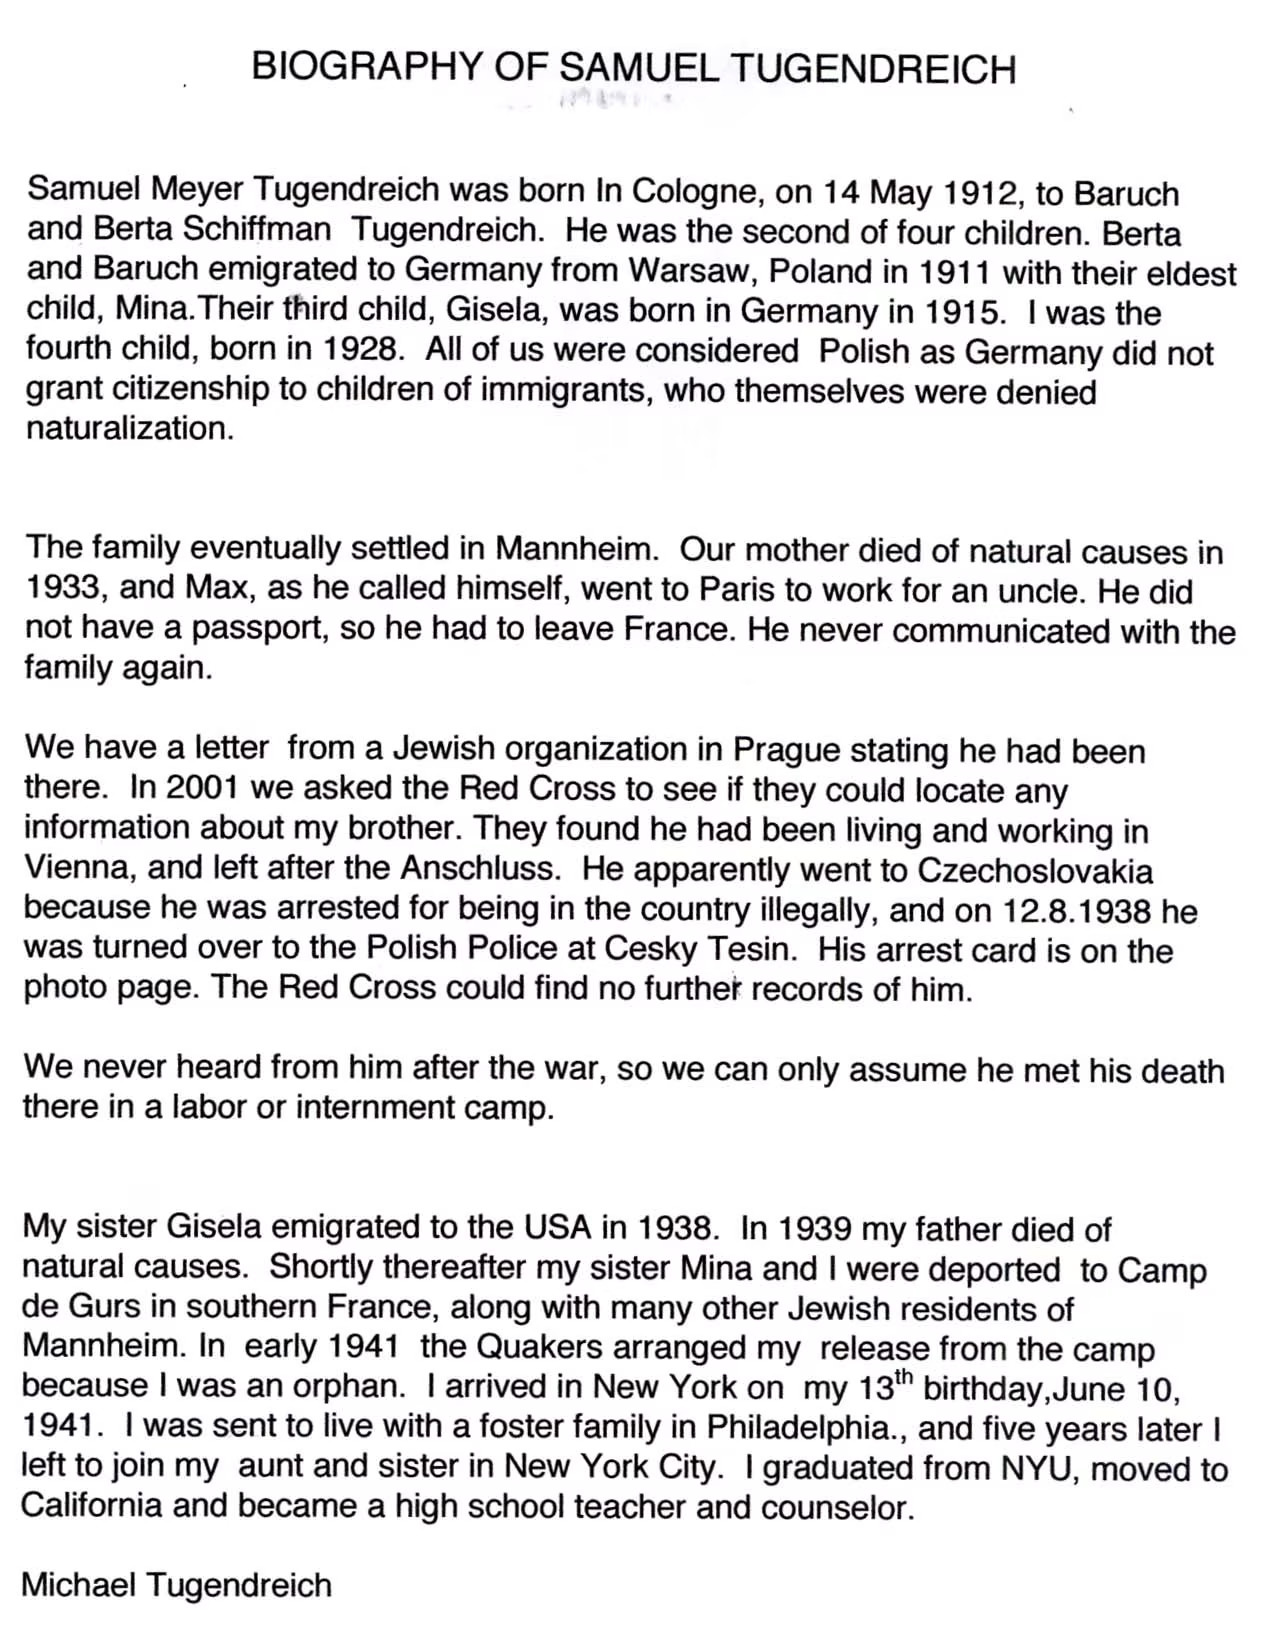 BIOGRAPHY OF SAMUEL TUGENDREICH
Samuel Meyer Tugendreich was born In Cologne, on 14 May 1912, to Baruch
and Berta Schiffman Tugendreich. He was the second of four children. Berta
and Baruch emigrated to Germany from Warsaw, Poland in 1911 with their eldest
child, Mina.Their third child, Gisela, was born in Germany in 1915. I was the
fourth child, born in 1928. All of us were considered Polish as Germany did not
grant citizenship to children of immigrants, who themselves were denied
naturalization.
The family eventually settled in Mannheim. Our mother died of natural causes in
1933, and Max, as he called himself, went to Paris to work for an uncle. He did
not have a passport, so he had to leave France. He never communicated with the
family again.
We have a letter from a Jewish organization in Prague stating he had been
there. In 2001 we asked the Red Cross to see if they could locate any
information about my brother. They found he had been living and working in
Vienna, and left after the Anschluss. He apparently went to Czechoslovakia
because he was arrested for being in the country illegally, and on 12.8.1938 he
was turned over to the Polish Police at Cesky Tesin. His arrest card is on the
photo page. The Red Cross could find no further records of him.
We never heard from him after the war, so we can only assume he met his death
there in a labor or internment camp.
My sister Gisela emigrated to the USA in 1938. In 1939 my father died of
natural causes. Shortly thereafter my sister Mina and I were deported to Camp
de Gurs in southern France, along with many other Jewish residents of
Mannheim. In early 1941 the Quakers arranged my release from the camp
because I was an orphan. I arrived in New York on my 13th birthday,June 10,
1941. I was sent to live with a foster family in Philadelphia., and five years later I
left to join my aunt and sister in New York City. I graduated from NYU, moved to
California and became a high school teacher and counselor.
Michael Tugendreich